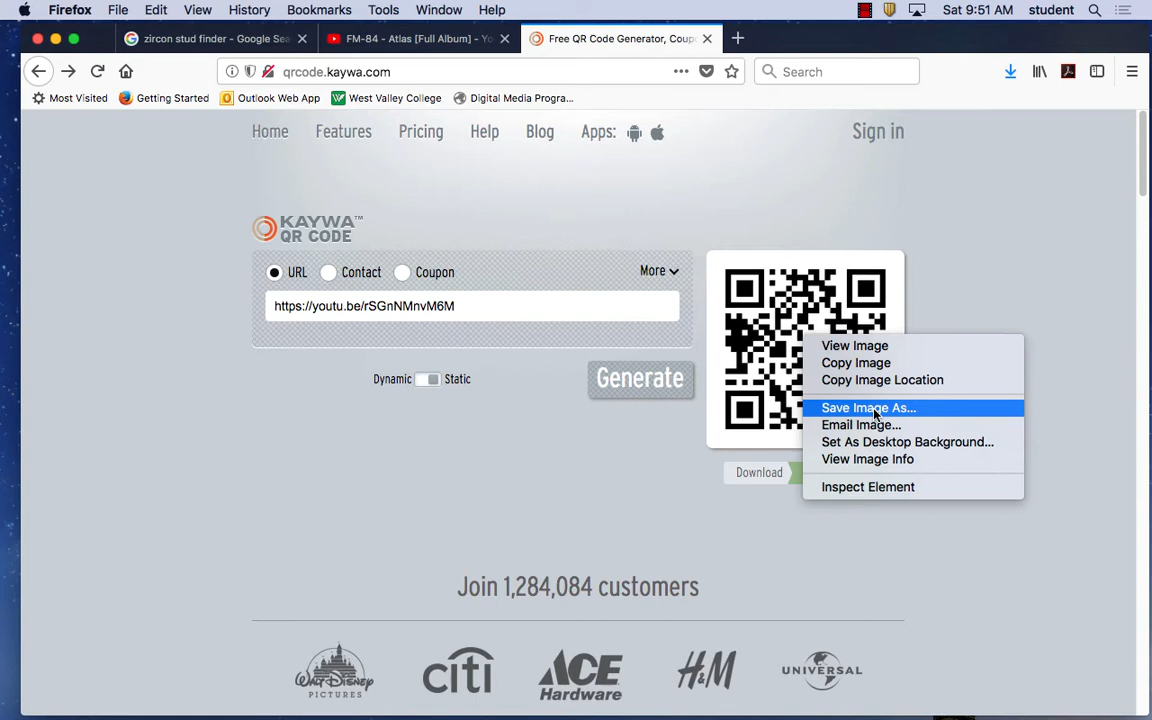 Firefox File Edit View History Bookmarks Tools Window Help Sat 9:51 AM student
zircon stud finder - Google Sea FM-84 - Atlas [Full Album] - Yo Free QR Code Generator, Coup
qrcode.kaywa.com Search
Most Visited Getting Started Outlook Web App West Valley College Digital Media Progra...
Home Features Pricing Help Blog Apps: Sign in
KAYWA™
QR CODE
URL Contact Coupon More
https://youtu.be/rSGnNMnvM6M
Dynamic Static Generate
View Image
Copy Image
Copy Image Location
Save Image As...
Email Image...
Set As Desktop Background...
View Image Info
Inspect Element
Download
Join 1,284,084 customers
WALT DISNEY
PICTURES
citi
ACE
Hardware
H&M
UNIVERSAL